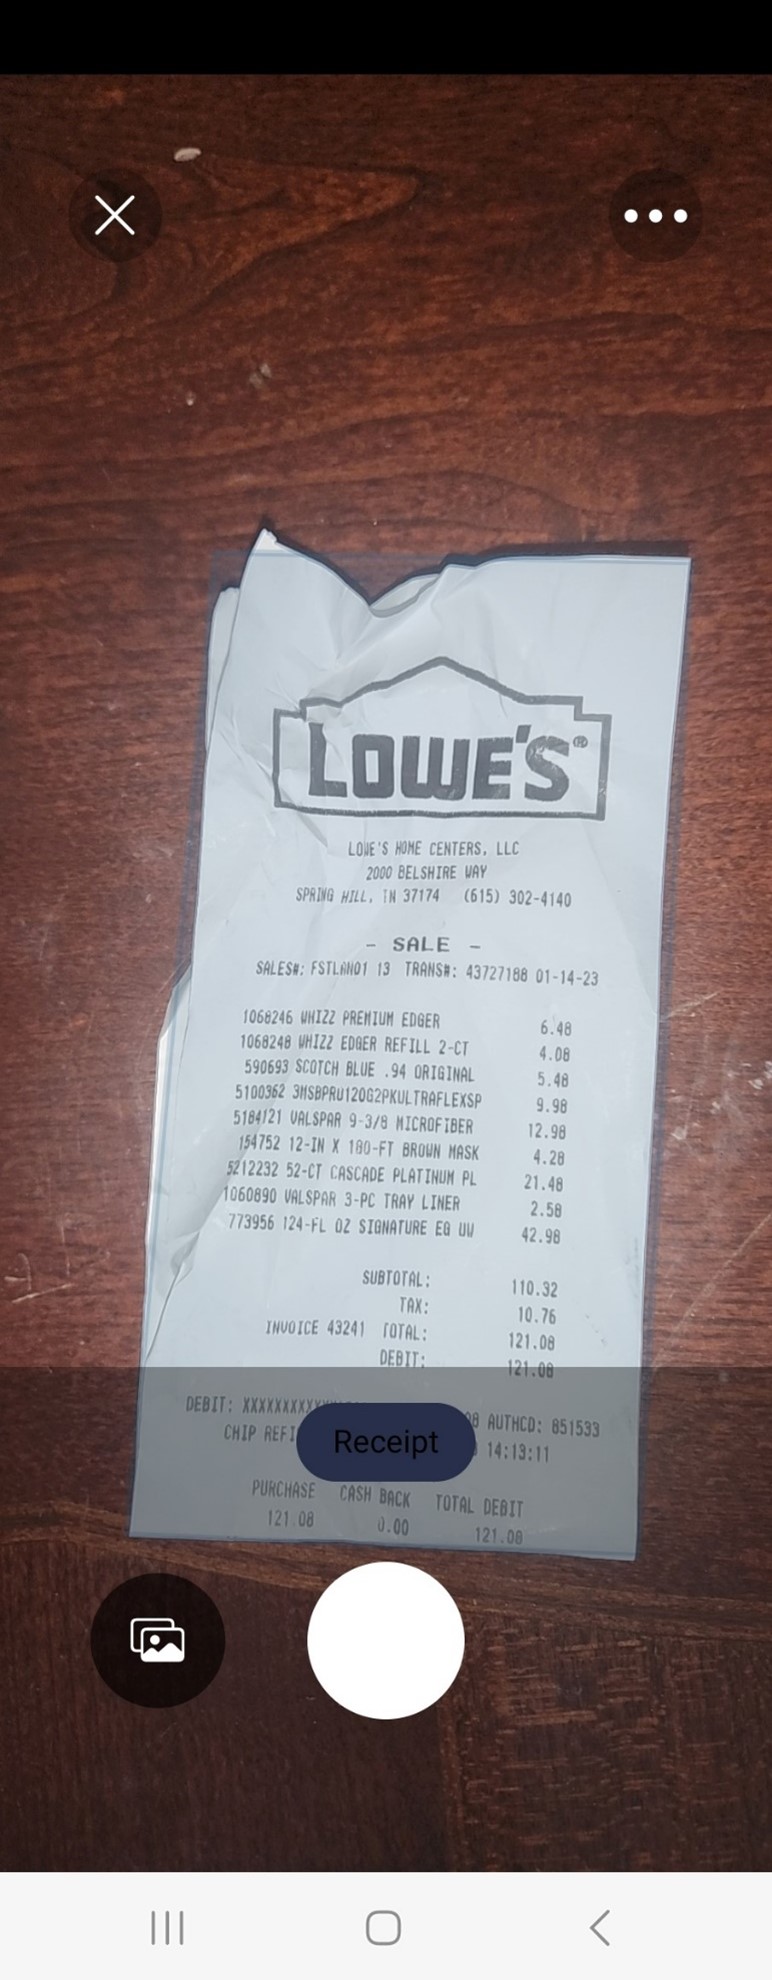 LOWE'S®
LOWE'S HOME CENTERS, LLC
2000 BELSHIRE WAY
SPRING HILL, TN 37174 (615) 302-4140
- SALE -
SALES#: FSTLAN01 13 TRANS#: 43727188 01-14-23
1068246 WHIZZ PREMIUM EDGER 6.48
1068248 WHIZZ EDGER REFILL 2-CT 4.08
590693 SCOTCH BLUE .94 ORIGINAL 5.48
5100362 3MSBPRU120G2PKULTRAFLEXSP 9.98
5184121 VALSPAR 9-3/8 MICROFIBER 12.98
154752 12-IN X 180-FT BROWN MASK 4.28
5212232 52-CT CASCADE PLATINUM PL 21.48
1060890 VALSPAR 3-PC TRAY LINER 2.58
773956 124-FL OZ SIGNATURE EG UW 42.98
SUBTOTAL: 110.32
TAX: 10.76
INVOICE 43241 TOTAL: 121.08
DEBIT: 121.08
DEBIT: AUTHCD: 851533
CHIP 14:13:11
Receipt
PURCHASE CASH BACK TOTAL DEBIT
121.08 0.00 121.08